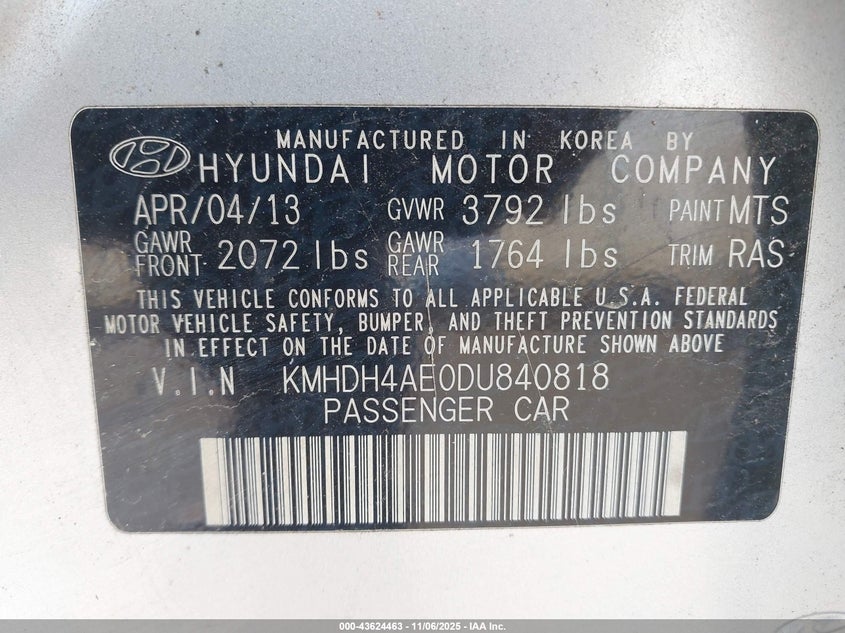 MANUFACTURED IN KOREA BY
HYUNDAI MOTOR COMPANY
APR/04/13 GVWR 3792 lbs PAINT MTS
GAWR FRONT 2072 lbs GAWR REAR 1764 lbs TRIM RAS
THIS VEHICLE CONFORMS TO ALL APPLICABLE U.S.A. FEDERAL
MOTOR VEHICLE SAFETY, BUMPER, AND THEFT PREVENTION STANDARDS
IN EFFECT ON THE DATE OF MANUFACTURE SHOWN ABOVE
V.I.N KMHDH4AE0DU840818
PASSENGER CAR
000-43624463 - 11/06/2025 - IAA Inc.